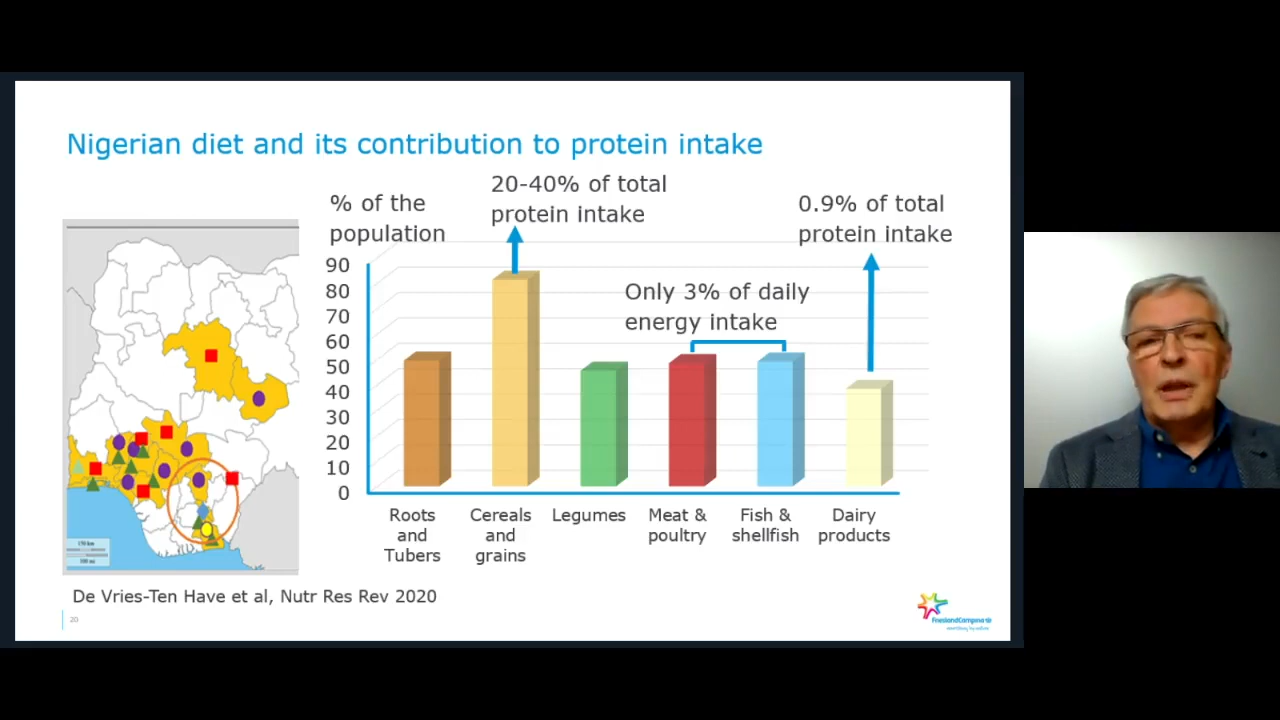 Nigerian diet and its contribution to protein intake
% of the
population
20-40% of total
protein intake
0.9% of total
protein intake
Only 3% of daily
energy intake
90
80
70
60
50
40
30
20
10
0
Roots
and
Tubers
Cereals
and
grains
Legumes
Meat &
poultry
Fish &
shellfish
Dairy
products
De Vries-Ten Have et al, Nutr Res Rev 2020
20
FrieslandCampina